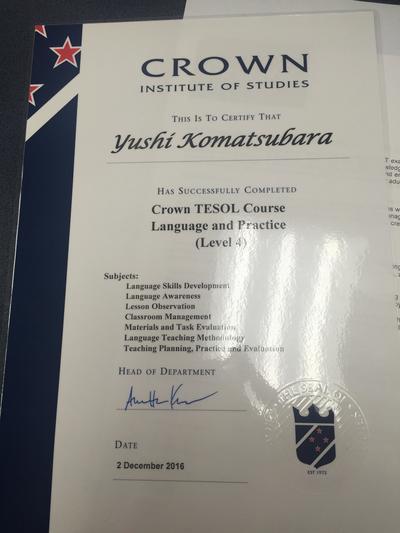 CROWN
INSTITUTE OF STUDIES
THIS IS TO CERTIFY THAT
Yushi Komatsubara
HAS SUCCESSFULLY COMPLETED
Crown TESOL Course
Language and Practice
(Level 4)
Subjects:
Language Skills Development
Language Awareness
Lesson Observation
Classroom Management
Materials and Task Evaluation
Language Teaching Methodology
Teaching Planning, Practice and Evaluation
HEAD OF DEPARTMENT
DATE
2 December 2016
EST 1972